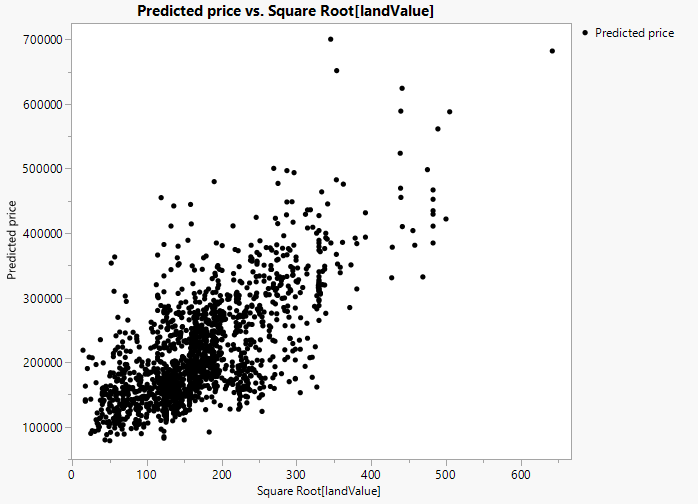 Predicted price vs. Square Root[landValue]
Predicted price
700000
600000
500000
400000
300000
200000
100000
Predicted price
0 100 200 300 400 500 600
Square Root[landValue]